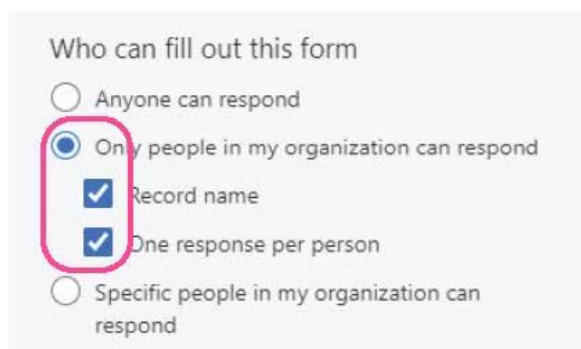 Who can fill out this form
Anyone can respond
Only people in my organization can respond
Record name
One response per person
Specific people in my organization can
respond